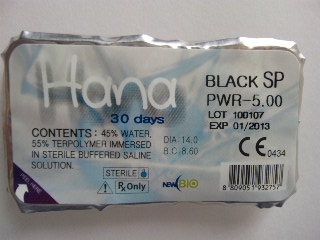 Hana
30 days
BLACK SP
PWR-5.00
LOT 100107
EXP 01/2013
CONTENTS : 45% WATER,
55% TERPOLYMER IMMERSED
IN STERILE BUFFERED SALINE
SOLUTION.
DIA: 14.0
B.C: 8.60
CE 0434
STERILE
Rx Only
NEW BIO
PEEL HERE
8 809051 932757